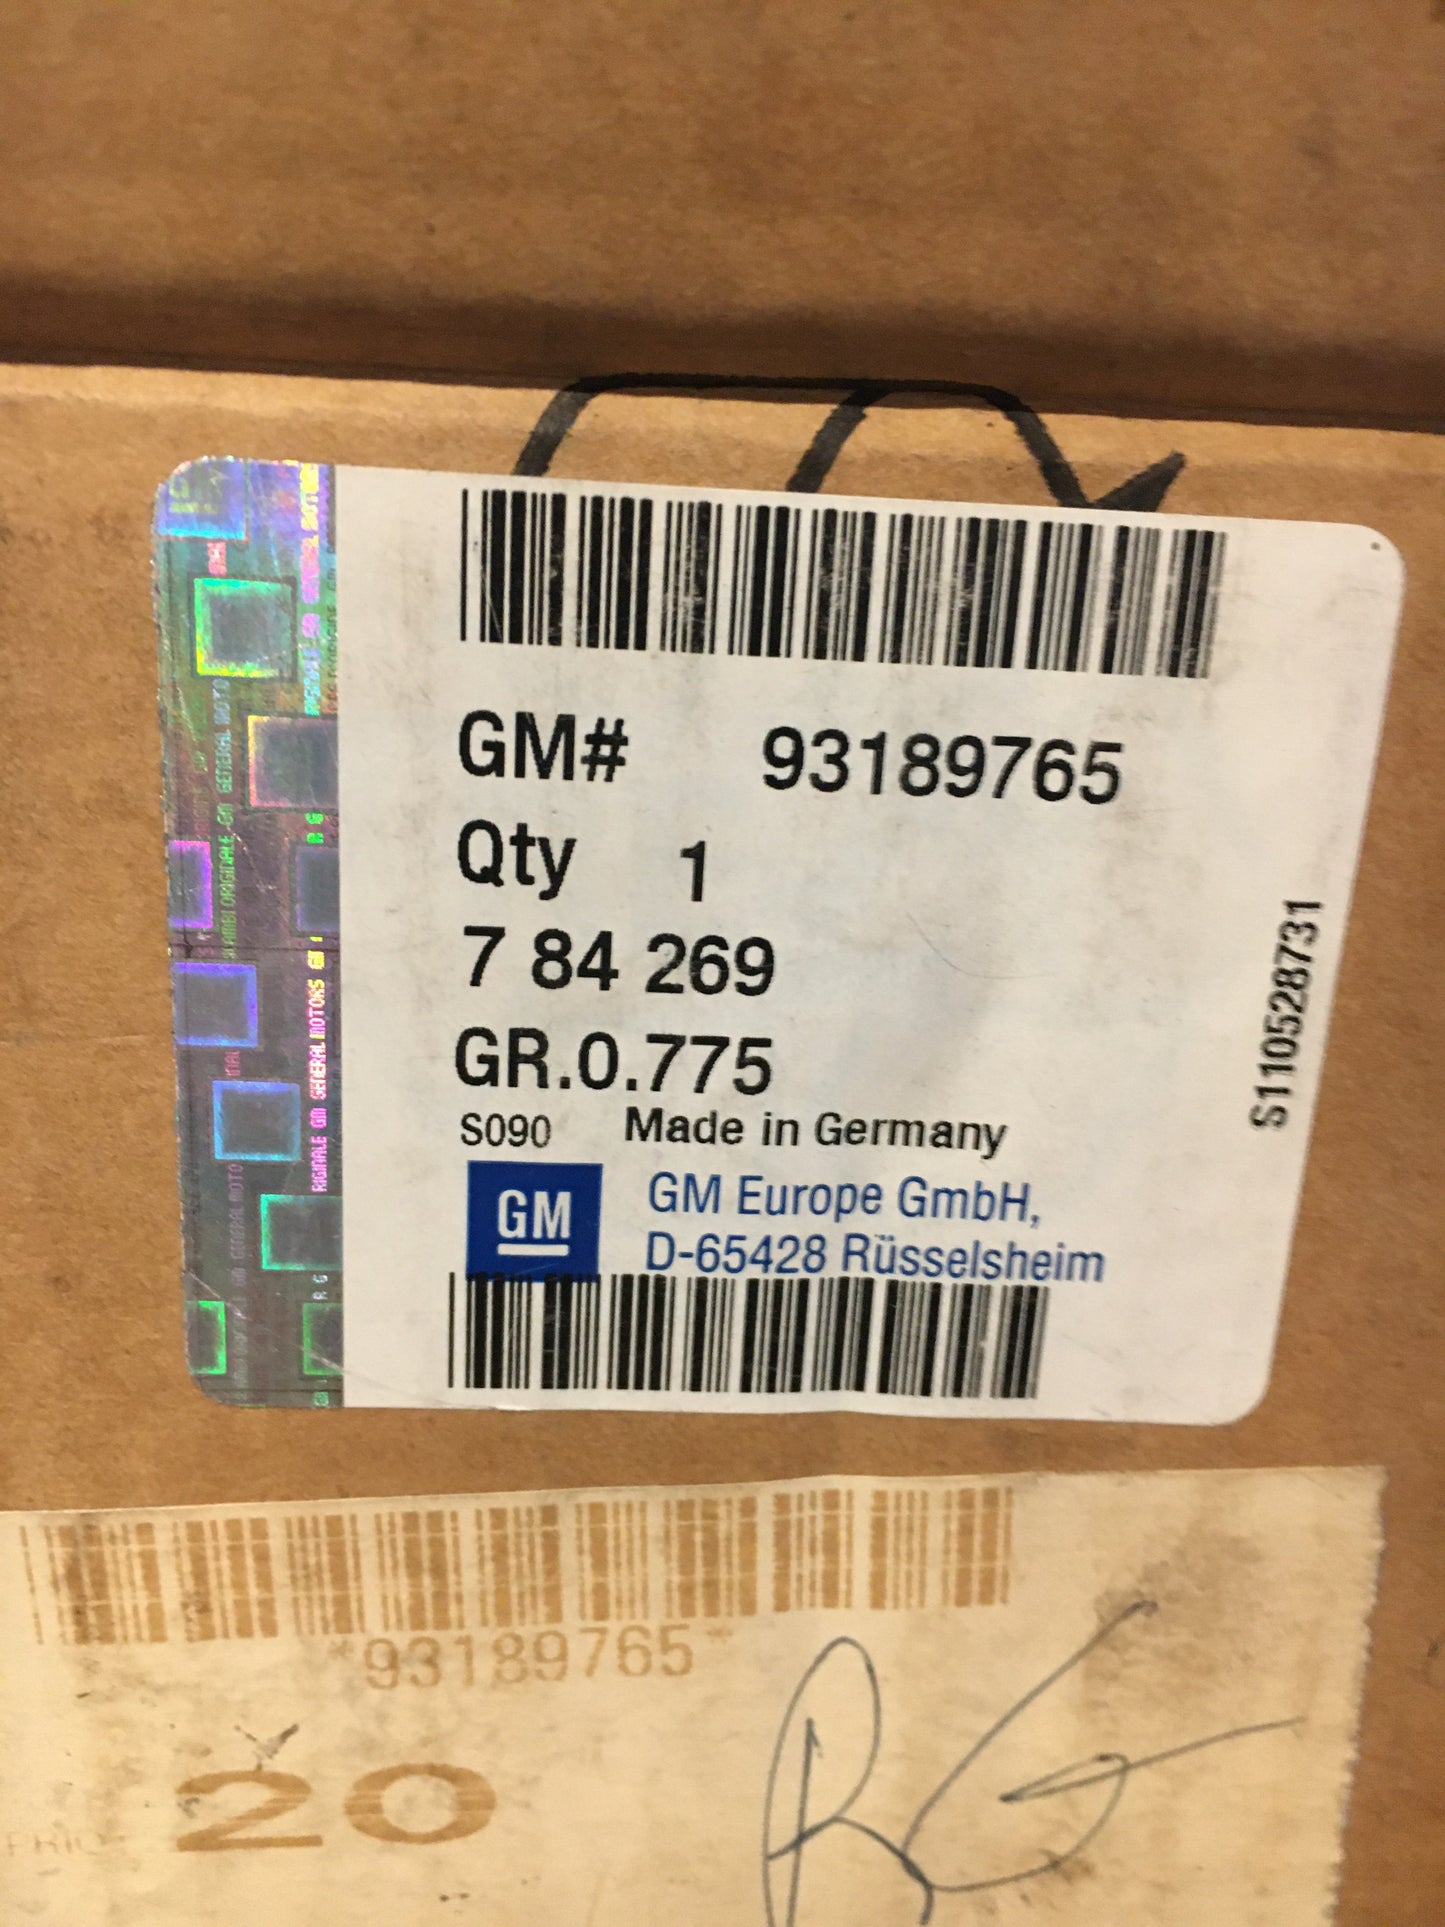 GM# 93189765
Qty 1
7 84 269
GR.0.775
S090 Made in Germany
GM
GM Europe GmbH,
D-65428 Rüsselsheim
S110528731
*93189765*
20
RG